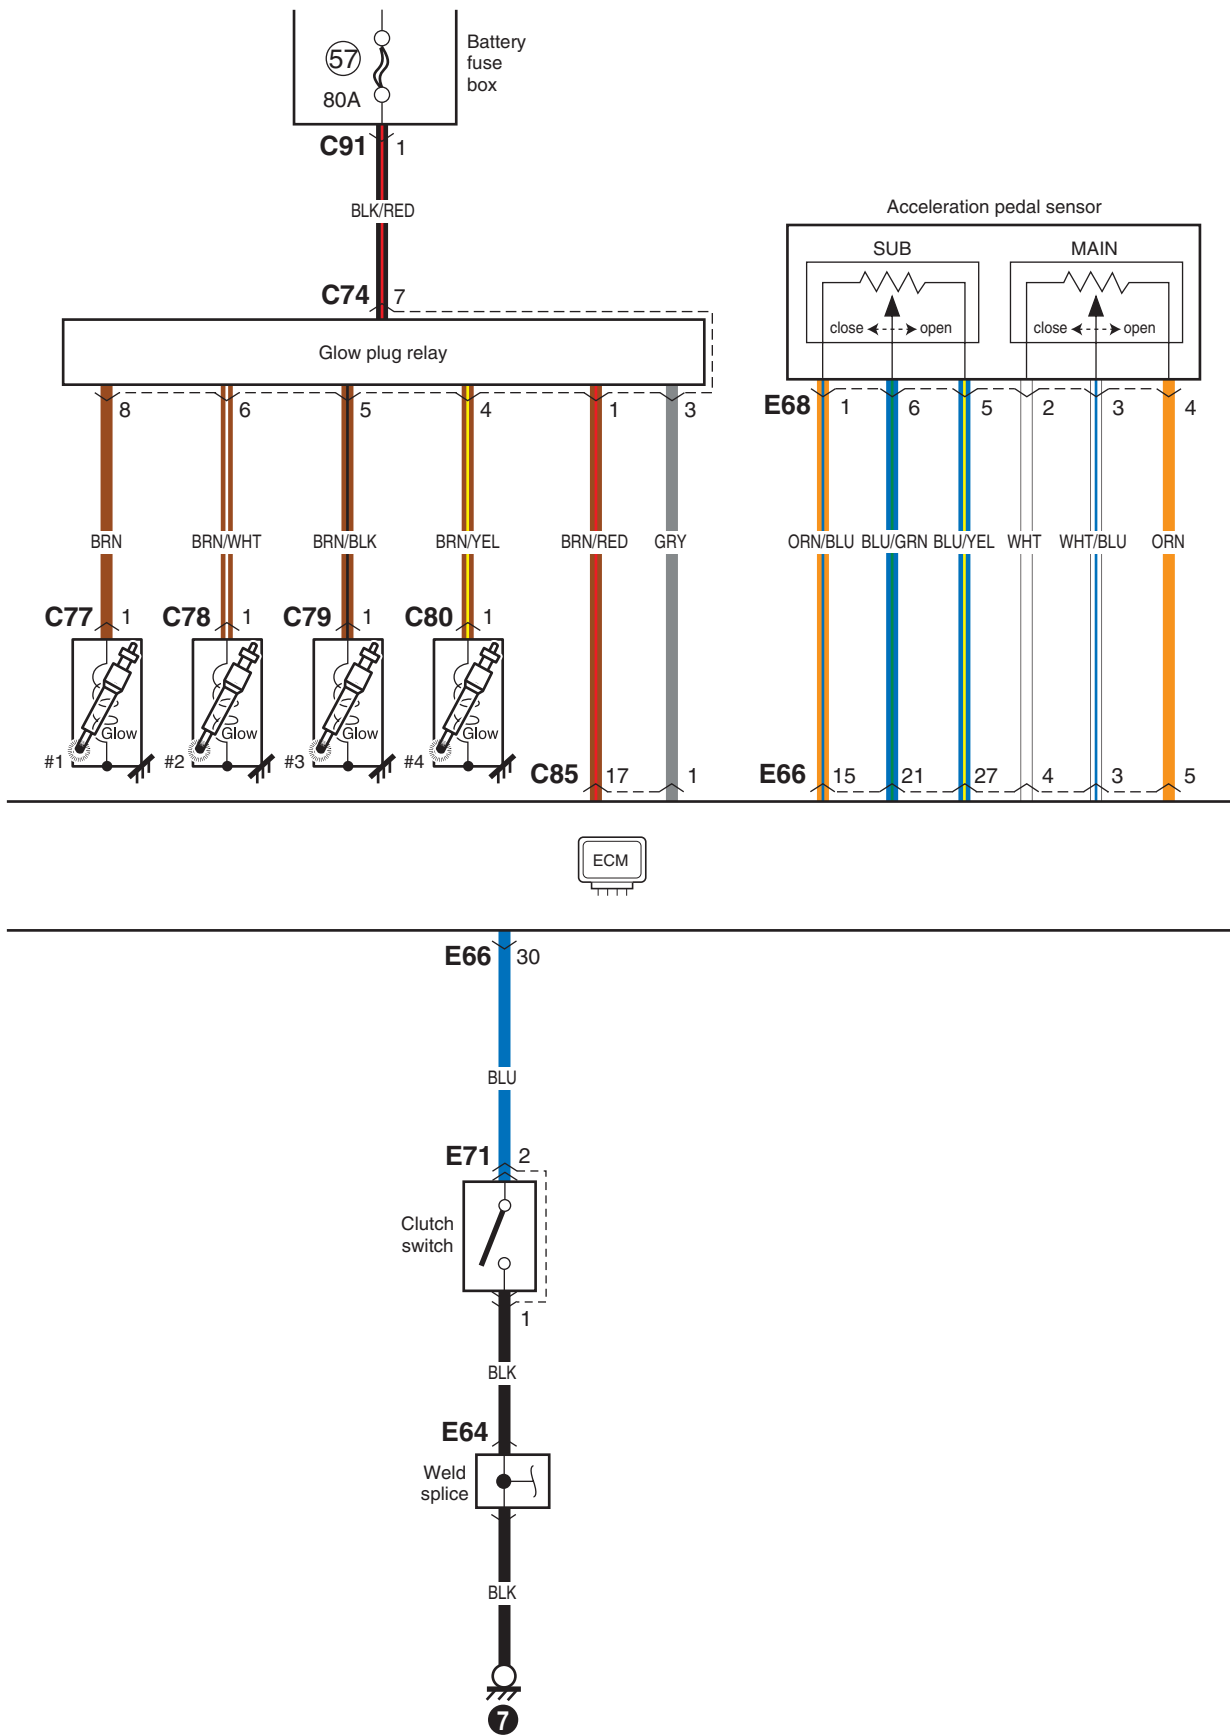 57
80A
Battery
fuse
box
C91 1
BLK/RED
C74 7
Glow plug relay
8 6 5 4 1 3
BRN BRN/WHT BRN/BLK BRN/YEL BRN/RED GRY
C77 1 C78 1 C79 1 C80 1
Glow Glow Glow Glow
#1 #2 #3 #4
C85 17 1
Acceleration pedal sensor
SUB MAIN
close open close open
E68 1 6 5 2 3 4
ORN/BLU BLU/GRN BLU/YEL WHT WHT/BLU ORN
E66 15 21 27 4 3 5
ECM
E66 30
BLU
E71 2
Clutch
switch
1
BLK
E64
Weld
splice
BLK
7